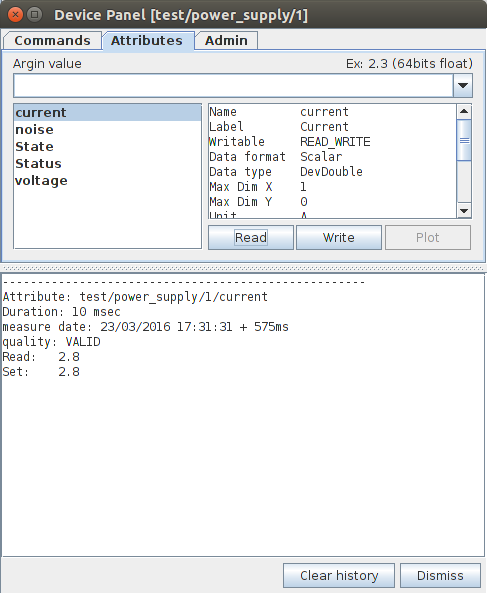 Device Panel [test/power_supply/1]
Commands Attributes Admin
Argin value Ex: 2.3 (64bits float)
current
noise
State
Status
voltage
Name current
Label Current
Writable READ_WRITE
Data format Scalar
Data type DevDouble
Max Dim X 1
Max Dim Y 0
Unit A
Read Write Plot
--------------------------------------------------
Attribute: test/power_supply/1/current
Duration: 10 msec
measure date: 23/03/2016 17:31:31 + 575ms
quality: VALID
Read: 2.8
Set: 2.8
Clear history Dismiss